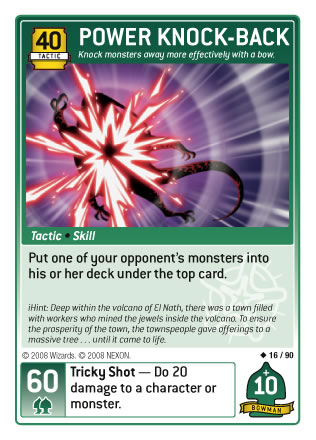 40
TACTIC
POWER KNOCK-BACK
Knock monsters away more effectively with a bow.
Tactic • Skill
Put one of your opponent's monsters into
his or her deck under the top card.
iHint: Deep within the volcano of El Nath, there was a town filled
with workers who mined the jewels inside the volcano. To ensure
the prosperity of the town, the townspeople gave offerings to a
massive tree . . . until it came to life.
© 2008 Wizards. © 2008 NEXON.
◆ 16 / 90
60
Tricky Shot — Do 20
damage to a character or
monster.
+
10
BOWMAN